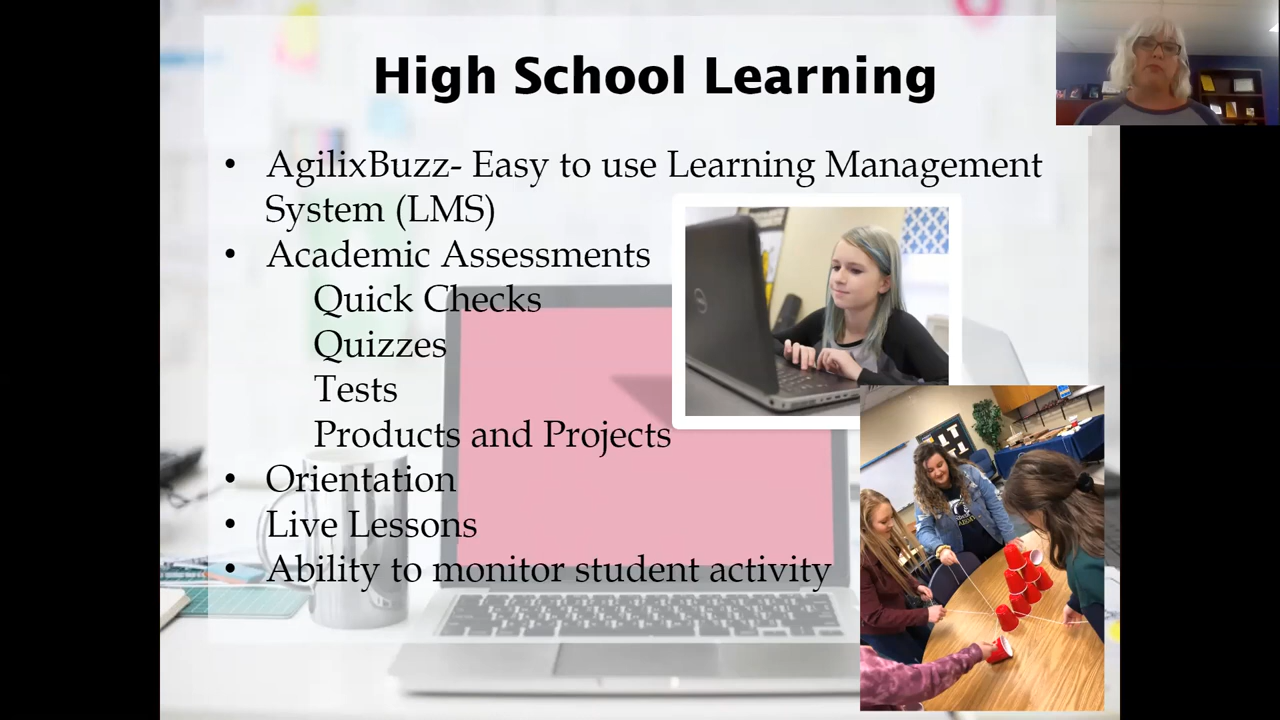 High School Learning
• AgilixBuzz- Easy to use Learning Management
System (LMS)
• Academic Assessments
Quick Checks
Quizzes
Tests
Products and Projects
• Orientation
• Live Lessons
• Ability to monitor student activity